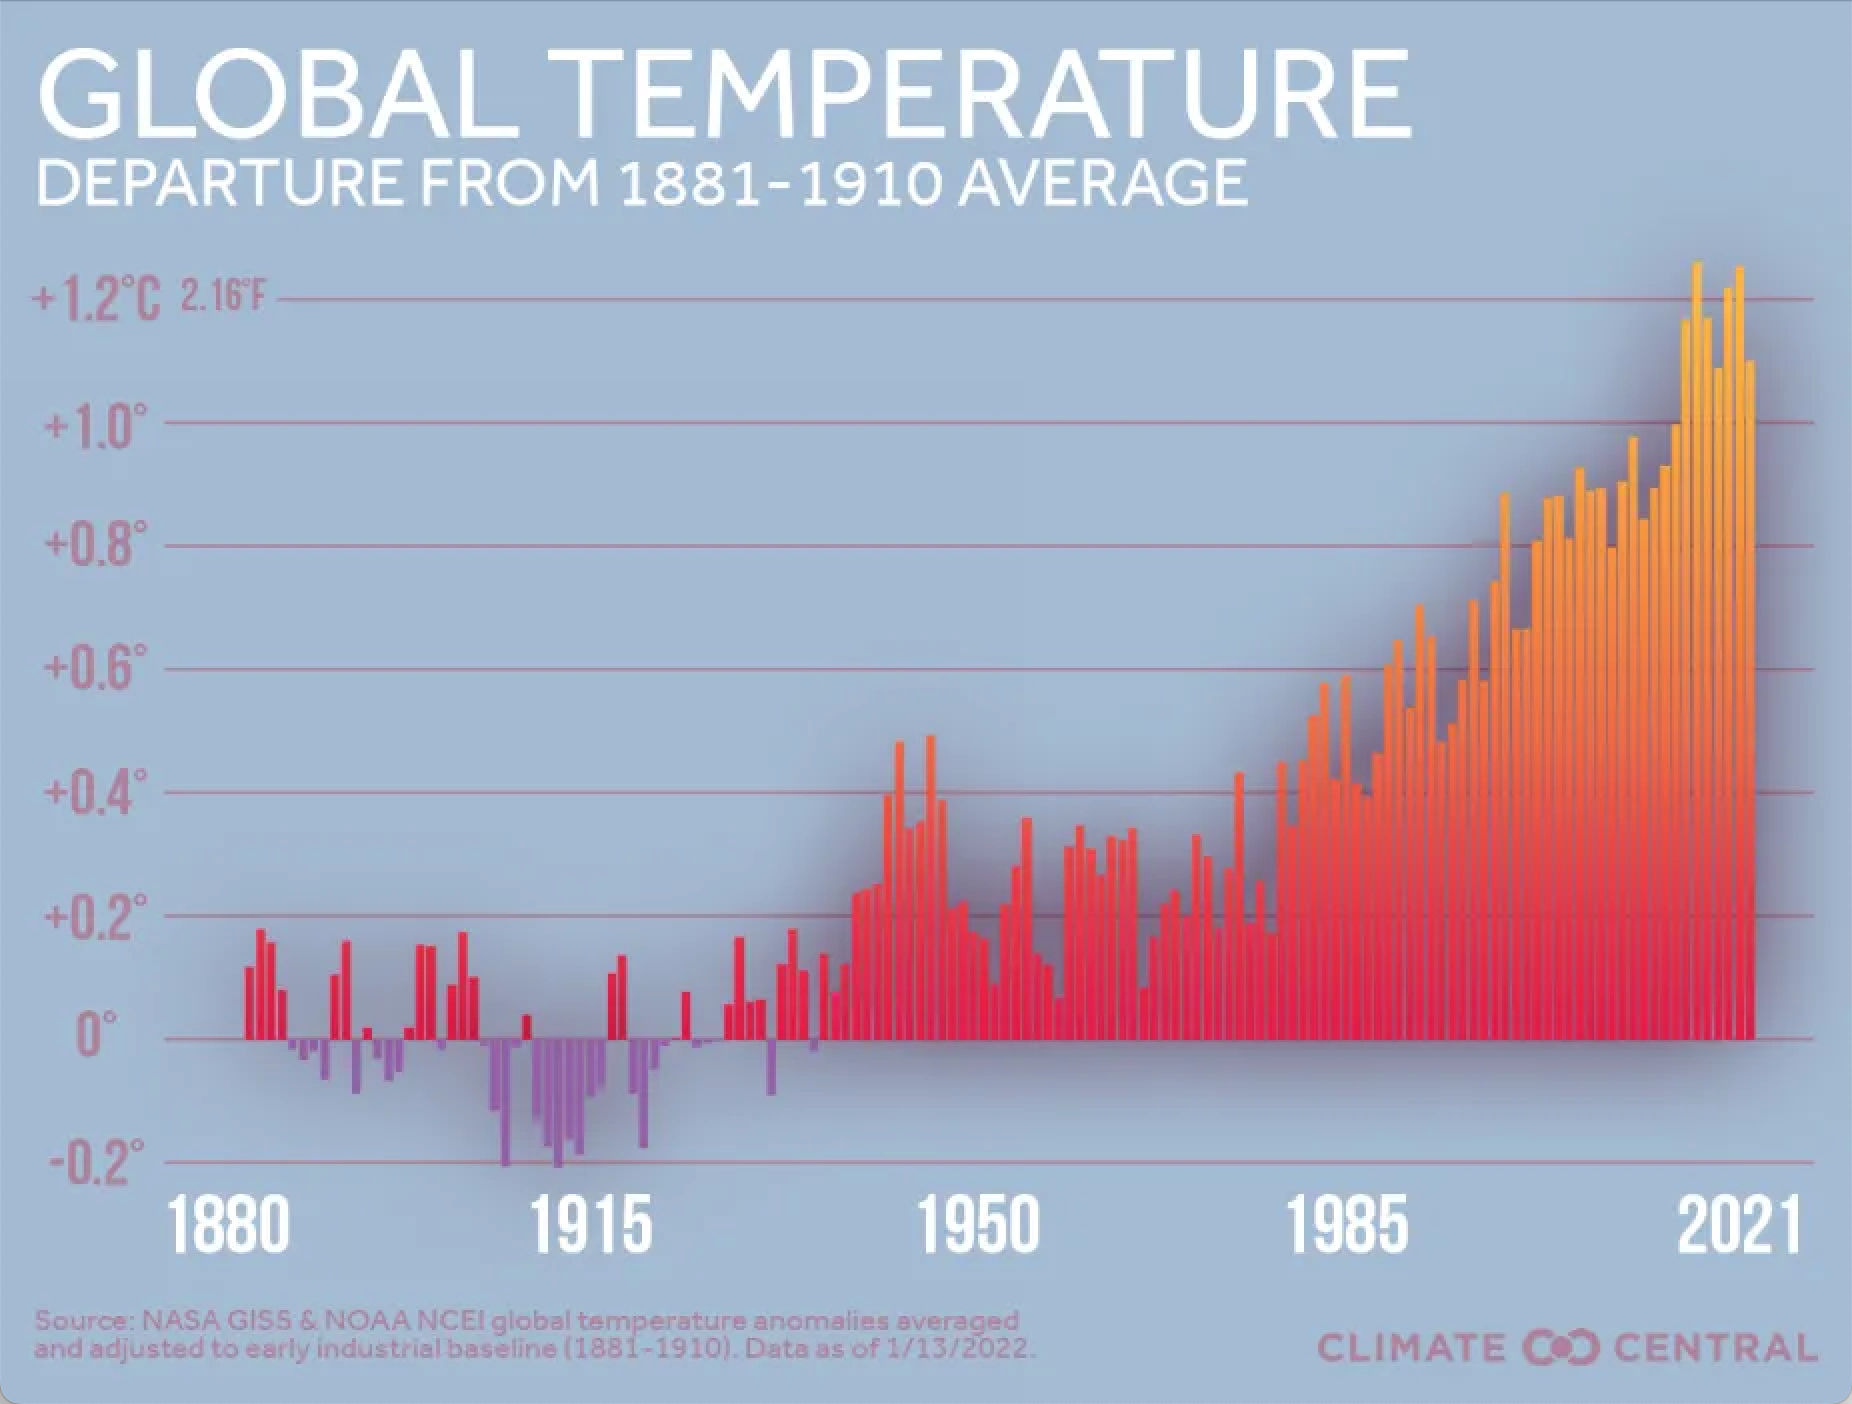 GLOBAL TEMPERATURE
DEPARTURE FROM 1881-1910 AVERAGE
+1.2°C 2.16°F
+1.0°
+0.8°
+0.6°
+0.4°
+0.2°
0°
-0.2°
1880 1915 1950 1985 2021
Source: NASA GISS & NOAA NCEI global temperature anomalies averaged
and adjusted to early industrial baseline (1881-1910). Data as of 1/13/2022.
CLIMATE CENTRAL